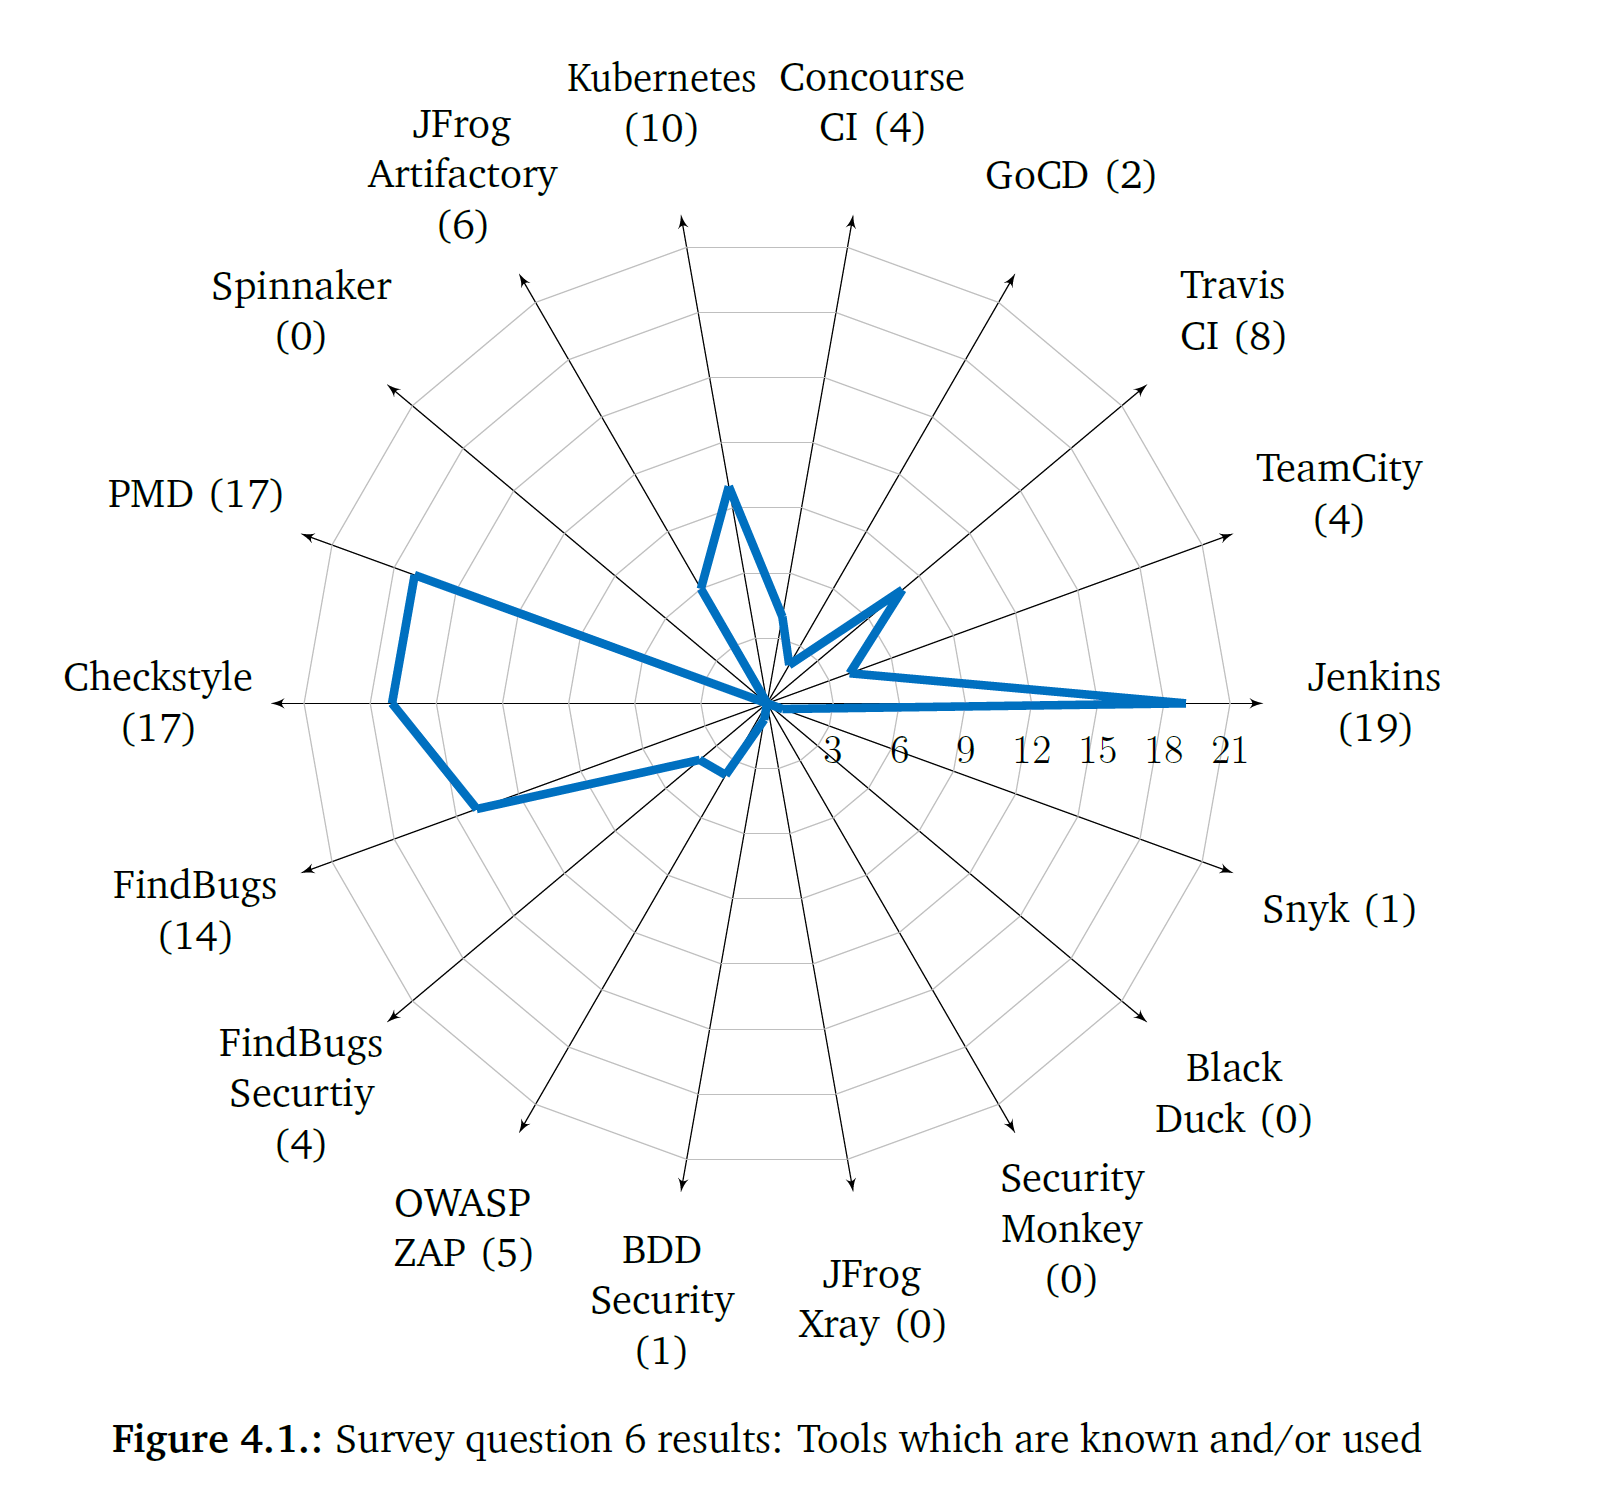 Kubernetes
(10)
Concourse
CI (4)
JFrog
Artifactory
(6)
GoCD (2)
Spinnaker
(0)
Travis
CI (8)
PMD (17)
TeamCity
(4)
Checkstyle
(17)
Jenkins
(19)
3 6 9 12 15 18 21
FindBugs
(14)
Snyk (1)
FindBugs
Securtiy
(4)
Black
Duck (0)
OWASP
ZAP (5)
Security
Monkey
(0)
BDD
Security
(1)
JFrog
Xray (0)
Figure 4.1.: Survey question 6 results: Tools which are known and/or used